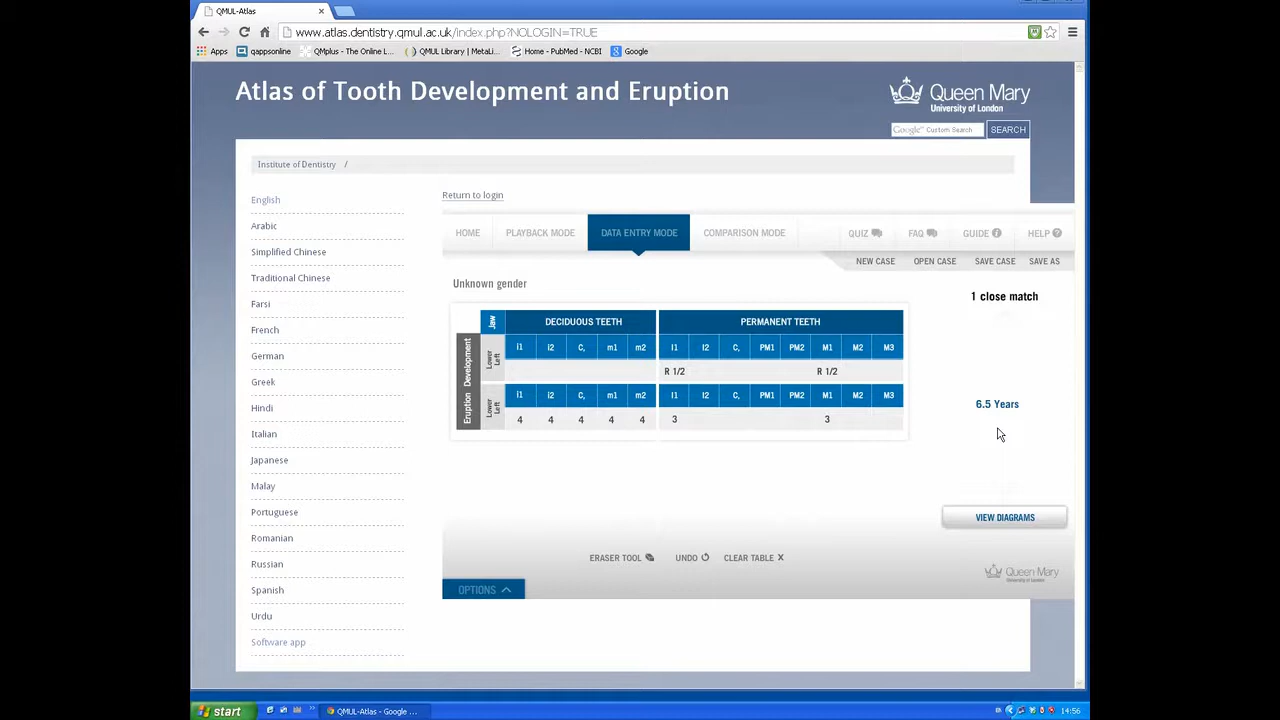 QMUL-Atlas
www.atlas.dentistry.qmul.ac.uk/index.php?NOLOGIN=TRUE
Apps qappsonline QMplus - The Online L... QMUL Library | MetaLi... Home - PubMed - NCBI Google
Atlas of Tooth Development and Eruption
Queen Mary
University of London
Google™ Custom Search SEARCH
Institute of Dentistry /
English
Arabic
Simplified Chinese
Traditional Chinese
Farsi
French
German
Greek
Hindi
Italian
Japanese
Malay
Portuguese
Romanian
Russian
Spanish
Urdu
Software app
Return to login
HOME PLAYBACK MODE DATA ENTRY MODE COMPARISON MODE QUIZ FAQ GUIDE HELP
NEW CASE OPEN CASE SAVE CASE SAVE AS
Unknown gender
1 close match
Jaw DECIDUOUS TEETH PERMANENT TEETH
Development Lower Left i1 i2 C, m1 m2 I1 I2 C, PM1 PM2 M1 M2 M3
R 1/2 R 1/2
Eruption Lower Left i1 i2 C, m1 m2 I1 I2 C, PM1 PM2 M1 M2 M3
4 4 4 4 4 3 3
6.5 Years
VIEW DIAGRAMS
ERASER TOOL UNDO CLEAR TABLE X
Queen Mary
University of London
OPTIONS
start QMUL-Atlas - Google ... EN 14:56